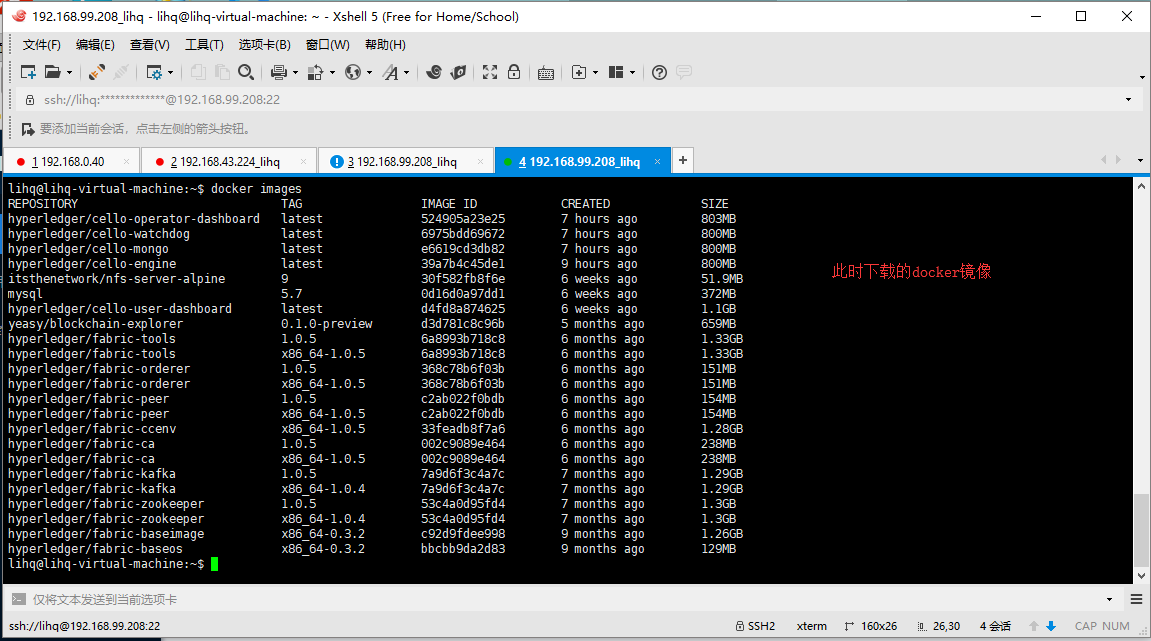 192.168.99.208_lihq - lihq@lihq-virtual-machine: ~ - Xshell 5 (Free for Home/School)
文件(F) 编辑(E) 查看(V) 工具(T) 选项卡(B) 窗口(W) 帮助(H)
ssh://lihq:*************@192.168.99.208:22
要添加当前会话，点击左侧的箭头按钮。
1 192.168.0.40 × 2 192.168.43.224_lihq × 3 192.168.99.208_lihq × 4 192.168.99.208_lihq × +
lihq@lihq-virtual-machine:~$ docker images
REPOSITORY TAG IMAGE ID CREATED SIZE
hyperledger/cello-operator-dashboard latest 524905a23e25 7 hours ago 803MB
hyperledger/cello-watchdog latest 6975bdd69672 7 hours ago 800MB
hyperledger/cello-mongo latest e6619cd3db82 7 hours ago 800MB
hyperledger/cello-engine latest 39a7b4c45de1 9 hours ago 800MB
此时下载的docker镜像
itsthenetwork/nfs-server-alpine 9 30f582fb8f6e 6 weeks ago 51.9MB
mysql 5.7 0d16d0a97dd1 6 weeks ago 372MB
hyperledger/cello-user-dashboard latest d4fd8a874625 6 weeks ago 1.1GB
yeasy/blockchain-explorer 0.1.0-preview d3d781c8c96b 5 months ago 659MB
hyperledger/fabric-tools 1.0.5 6a8993b718c8 6 months ago 1.33GB
hyperledger/fabric-tools x86_64-1.0.5 6a8993b718c8 6 months ago 1.33GB
hyperledger/fabric-orderer 1.0.5 368c78b6f03b 6 months ago 151MB
hyperledger/fabric-orderer x86_64-1.0.5 368c78b6f03b 6 months ago 151MB
hyperledger/fabric-peer 1.0.5 c2ab022f0bdb 6 months ago 154MB
hyperledger/fabric-peer x86_64-1.0.5 c2ab022f0bdb 6 months ago 154MB
hyperledger/fabric-ccenv x86_64-1.0.5 33feadb8f7a6 6 months ago 1.28GB
hyperledger/fabric-ca 1.0.5 002c9089e464 6 months ago 238MB
hyperledger/fabric-ca x86_64-1.0.5 002c9089e464 6 months ago 238MB
hyperledger/fabric-kafka 1.0.5 7a9d6f3c4a7c 7 months ago 1.29GB
hyperledger/fabric-kafka x86_64-1.0.4 7a9d6f3c4a7c 7 months ago 1.29GB
hyperledger/fabric-zookeeper 1.0.5 53c4a0d95fd4 7 months ago 1.3GB
hyperledger/fabric-zookeeper x86_64-1.0.4 53c4a0d95fd4 7 months ago 1.3GB
hyperledger/fabric-baseimage x86_64-0.3.2 c92d9fdee998 9 months ago 1.26GB
hyperledger/fabric-baseos x86_64-0.3.2 bbcbb9da2d83 9 months ago 129MB
lihq@lihq-virtual-machine:~$
仅将文本发送到当前选项卡
ssh://lihq@192.168.99.208:22 SSH2 xterm 160x26 26,30 4 会话 CAP NUM